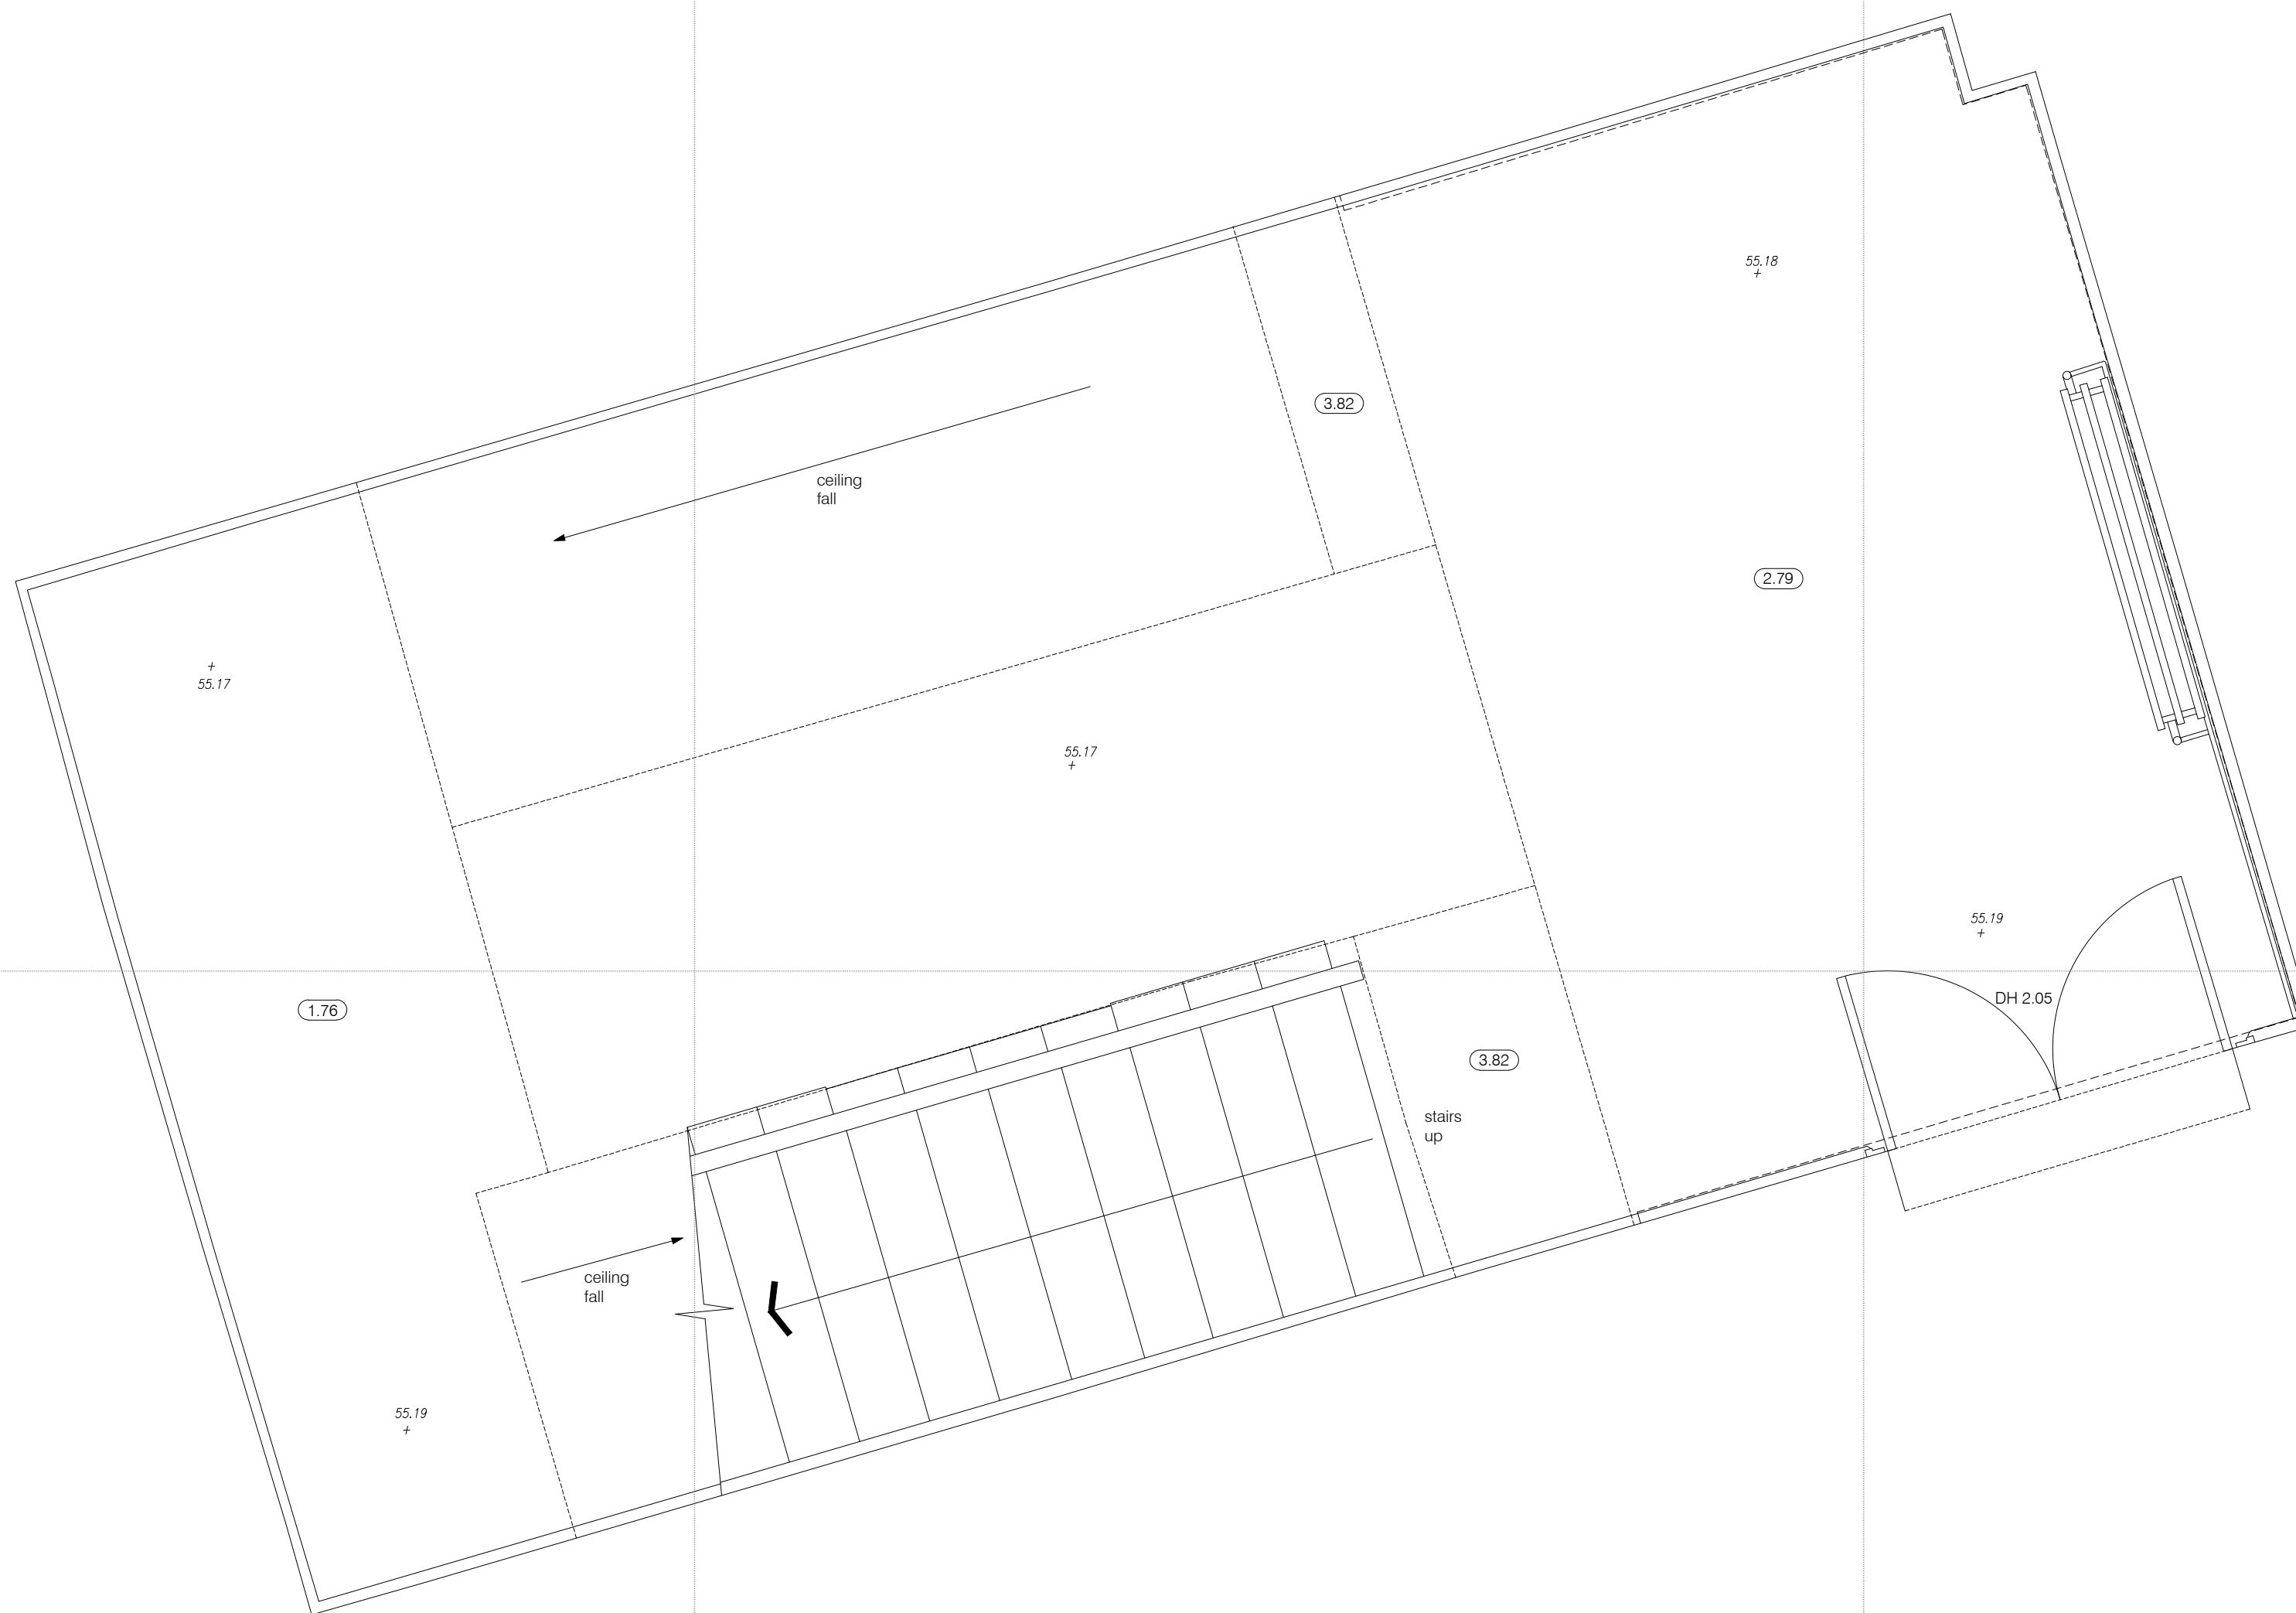 55.18
3.82
ceiling
fall
2.79
55.17
55.17
55.19
DH 2.05
1.76
3.82
stairs
up
ceiling
fall
55.19